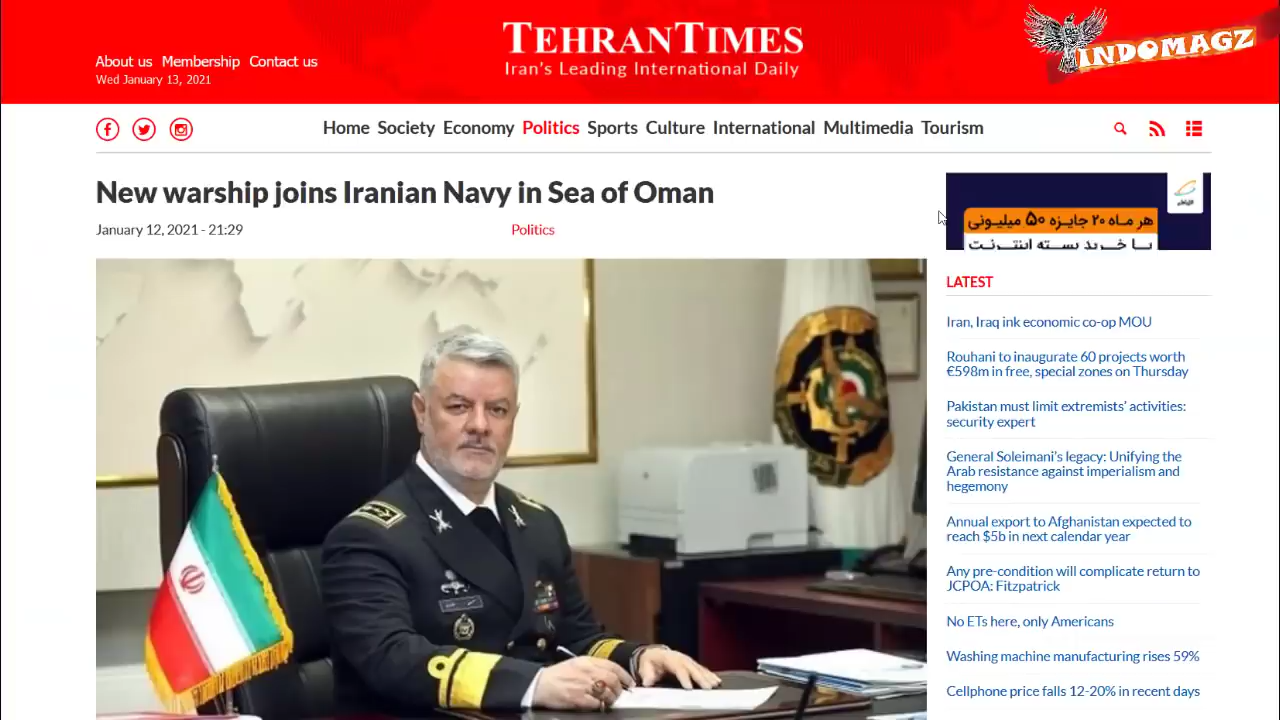 TEHRANTIMES
Iran's Leading International Daily
INDOMAGZ
About us Membership Contact us
Wed January 13, 2021
Home Society Economy Politics Sports Culture International Multimedia Tourism
New warship joins Iranian Navy in Sea of Oman
January 12, 2021 - 21:29
Politics
هر ماه ۲۰ جایزه ۵۰ میلیونی
با خرید بسته اینترنت
LATEST
Iran, Iraq ink economic co-op MOU
Rouhani to inaugurate 60 projects worth
€598m in free, special zones on Thursday
Pakistan must limit extremists' activities:
security expert
General Soleimani's legacy: Unifying the
Arab resistance against imperialism and
hegemony
Annual export to Afghanistan expected to
reach $5b in next calendar year
Any pre-condition will complicate return to
JCPOA: Fitzpatrick
No ETs here, only Americans
Washing machine manufacturing rises 59%
Cellphone price falls 12-20% in recent days